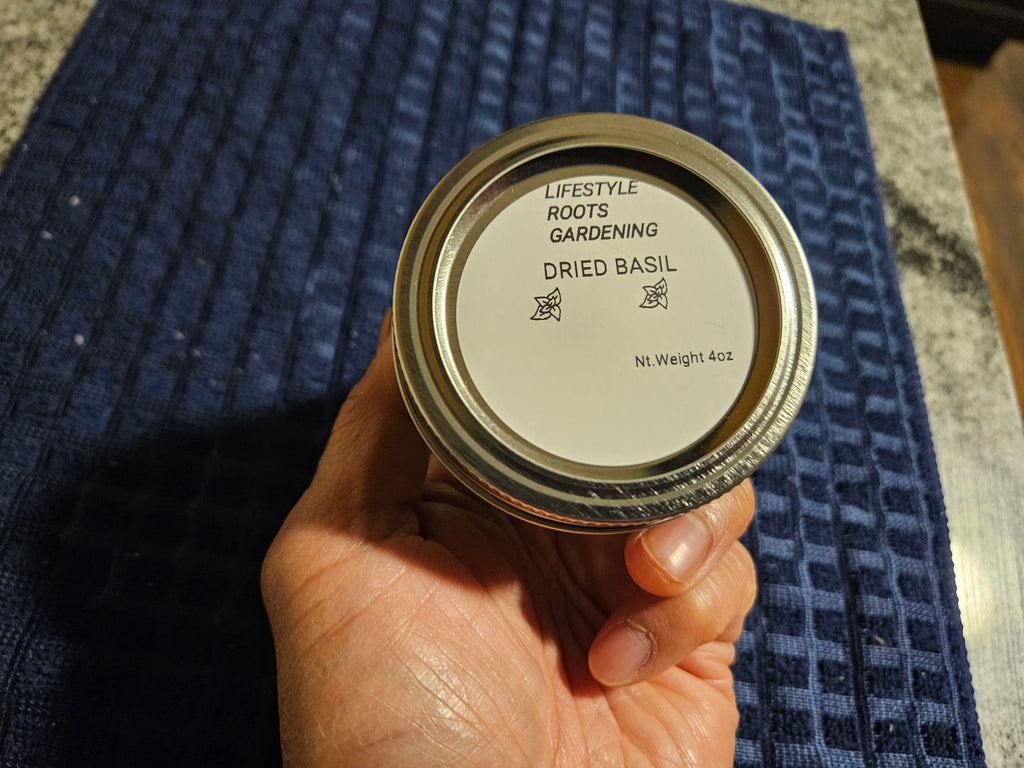 LIFESTYLE
ROOTS
GARDENING
DRIED BASIL
Nt.Weight 4oz